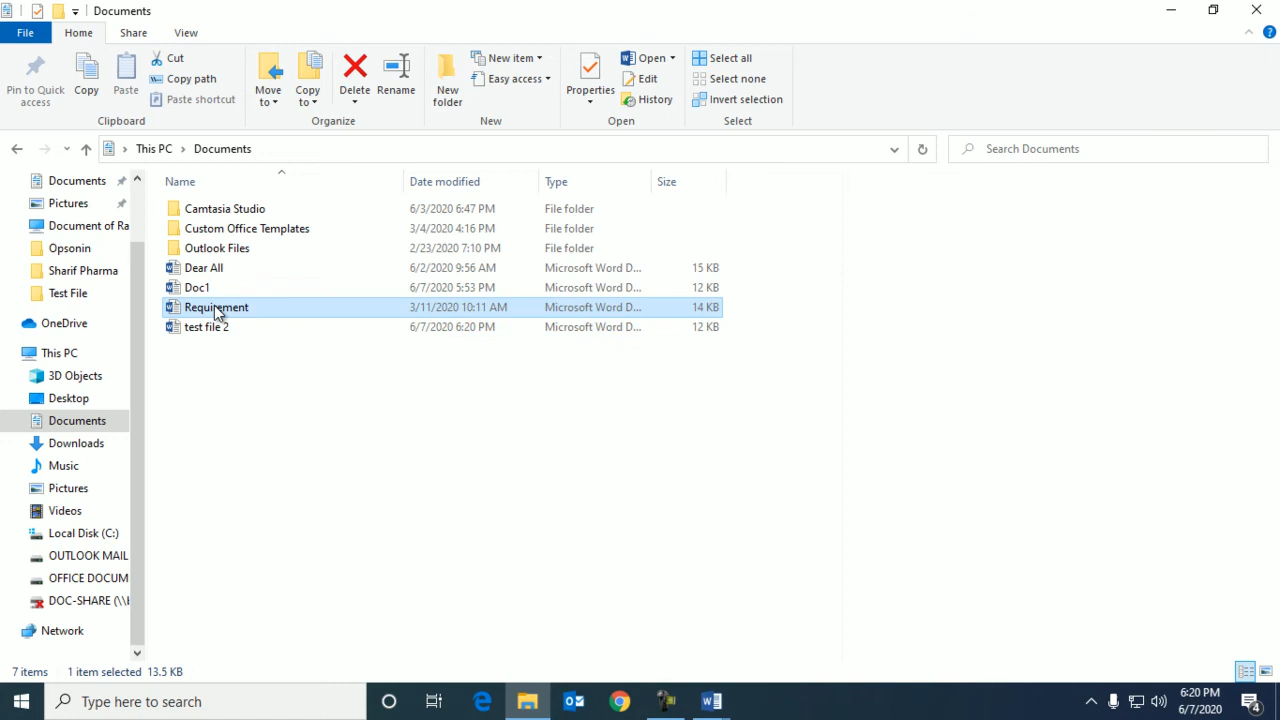 Documents
File Home Share View
Pin to Quick access
Copy
Paste
Cut
Copy path
Paste shortcut
Clipboard
Move to
Copy to
Delete
Rename
Organize
New folder
New item
Easy access
New
Properties
Open
Edit
History
Open
Select all
Select none
Invert selection
Select
This PC Documents
Search Documents
Documents
Pictures
Document of Ra
Opsonin
Sharif Pharma
Test File
OneDrive
This PC
3D Objects
Desktop
Documents
Downloads
Music
Pictures
Videos
Local Disk (C:)
OUTLOOK MAIL
OFFICE DOCUM
DOC-SHARE (\\
Network
Name Date modified Type Size
Camtasia Studio 6/3/2020 6:47 PM File folder
Custom Office Templates 3/4/2020 4:16 PM File folder
Outlook Files 2/23/2020 7:10 PM File folder
Dear All 6/2/2020 9:56 AM Microsoft Word D... 15 KB
Doc1 6/7/2020 5:53 PM Microsoft Word D... 12 KB
Requirement 3/11/2020 10:11 AM Microsoft Word D... 14 KB
test file 2 6/7/2020 6:20 PM Microsoft Word D... 12 KB
7 items 1 item selected 13.5 KB
Type here to search
6:20 PM
6/7/2020
4